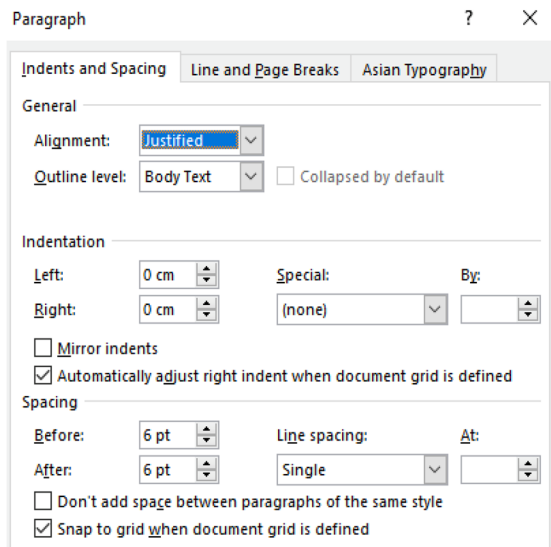 Paragraph ? ×
Indents and Spacing Line and Page Breaks Asian Typography
General
Alignment: Justified
Outline level: Body Text Collapsed by default
Indentation
Left: 0 cm Special: By:
Right: 0 cm (none)
Mirror indents
Automatically adjust right indent when document grid is defined
Spacing
Before: 6 pt Line spacing: At:
After: 6 pt Single
Don't add space between paragraphs of the same style
Snap to grid when document grid is defined